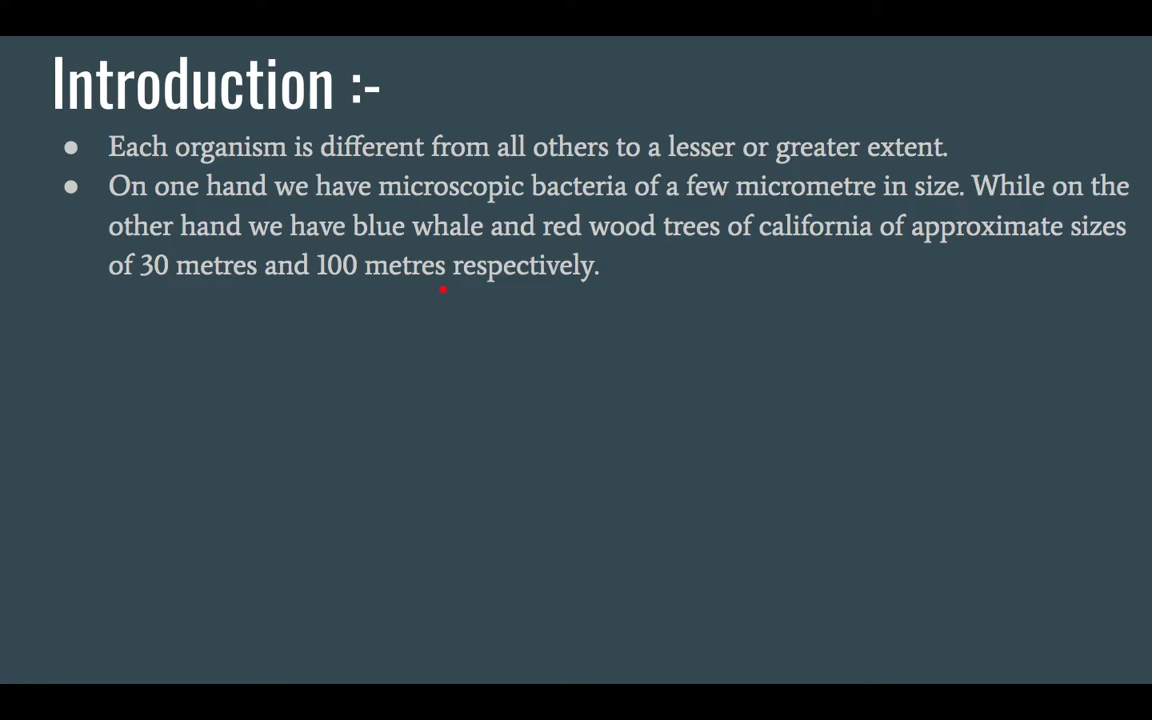 Introduction :-
● Each organism is different from all others to a lesser or greater extent.
● On one hand we have microscopic bacteria of a few micrometre in size. While on the
other hand we have blue whale and red wood trees of california of approximate sizes
of 30 metres and 100 metres respectively.